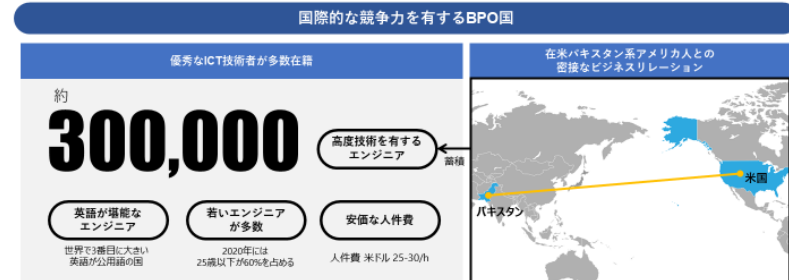 国際的な競争力を有するBPO国
優秀なICT技術者が多数在籍
約
300,000
高度技術を有する
エンジニア
蓄積
英語が堪能な
エンジニア
若いエンジニア
が多数
安価な人件費
世界で3番目に大きい
英語が公用語の国
2020年には
25歳以下が60%を占める
人件費 米ドル 25-30/h
在米パキスタン系アメリカ人との
密接なビジネスリレーション
米国
パキスタン